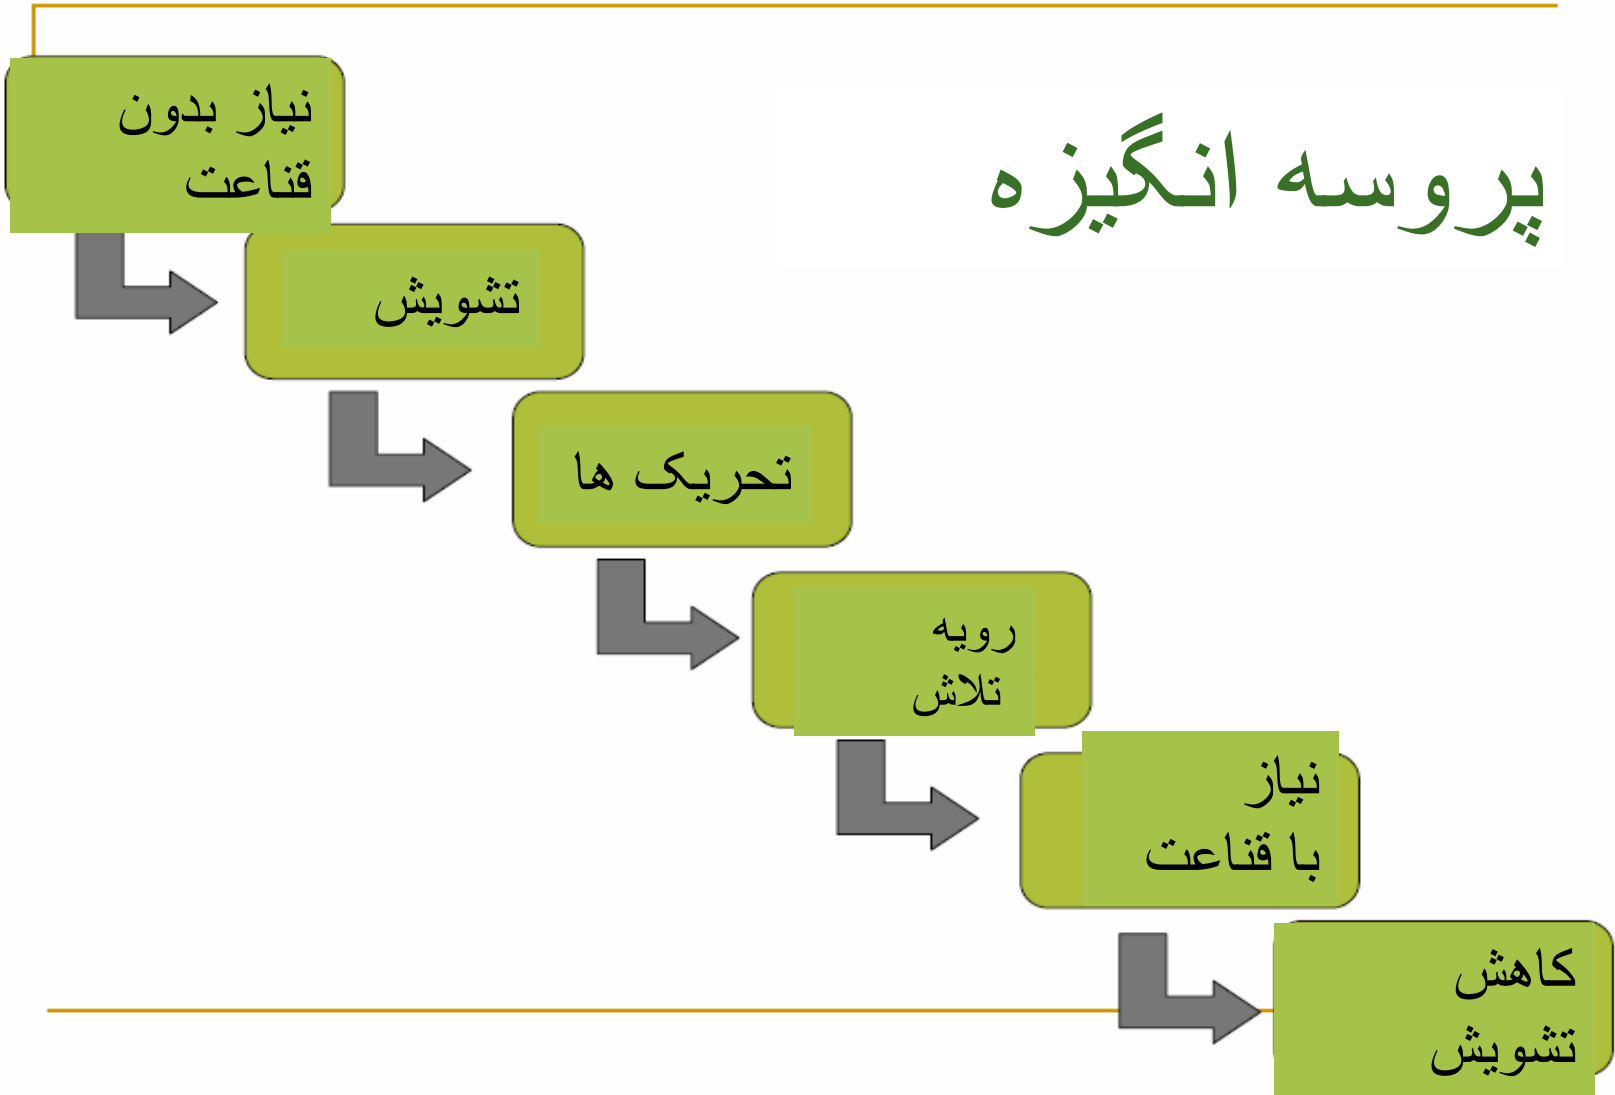 پروسه انگیزه
نیاز بدون
قناعت
تشویش
تحریک ها
رویه
تلاش
نیاز
با قناعت
کاهش
تشویش